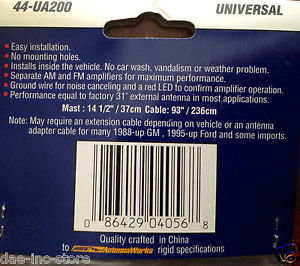 44-UA200 UNIVERSAL
• Easy installation.
• No mounting holes.
• Installs inside the vehicle. No car wash, vandalism or weather problem.
• Separate AM and FM amplifiers for maximum performance.
• Ground wire for noise canceling and a red LED to confirm amplifier operation.
• Performance equal to factory 31" external antenna in most applications.
Mast : 14 1/2" / 37cm Cable: 93" / 236cm
Note: May require an extension cable depending on vehicle or an antenna
adapter cable for many 1988-up GM , 1995-up Ford and some imports.
0 86429 04056 8
Quality crafted in China
to AntennaWorks rigid specifications
dae-inc-store